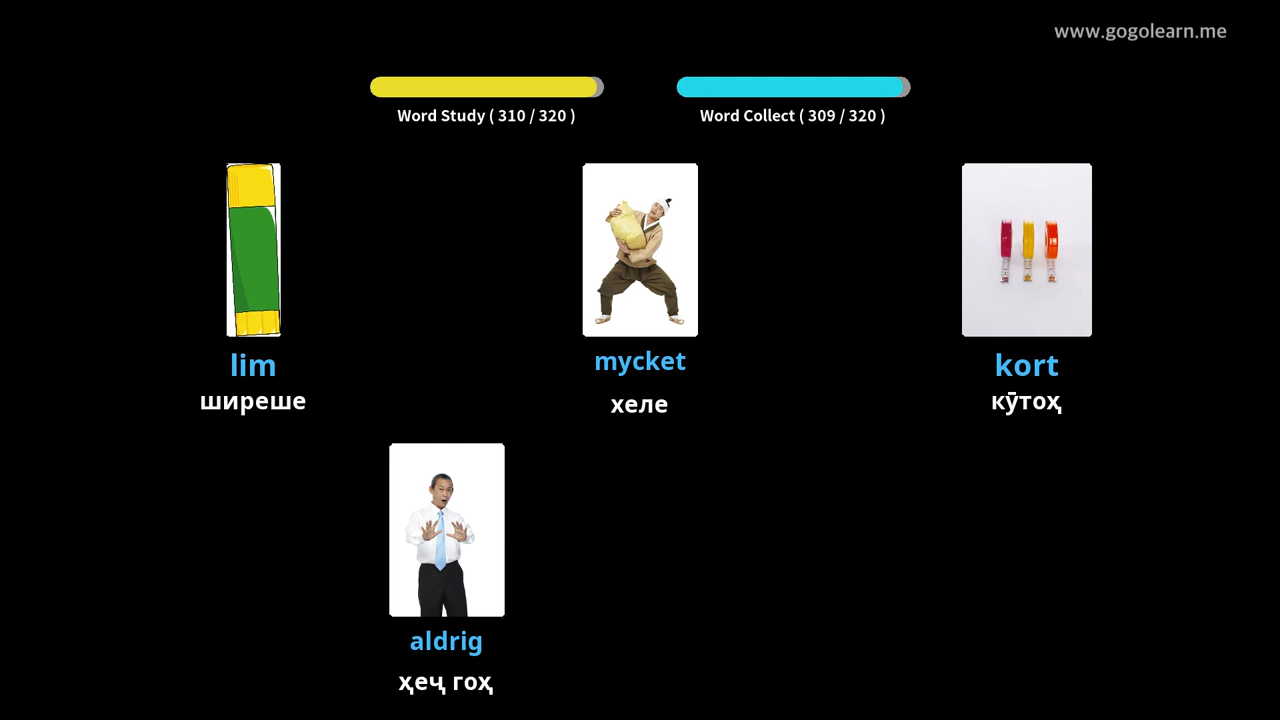 www.gogolearn.me
Word Study ( 310 / 320 )
Word Collect ( 309 / 320 )
lim
ширеше
mycket
хеле
kort
кӯтоҳ
aldrig
ҳеҷ гоҳ